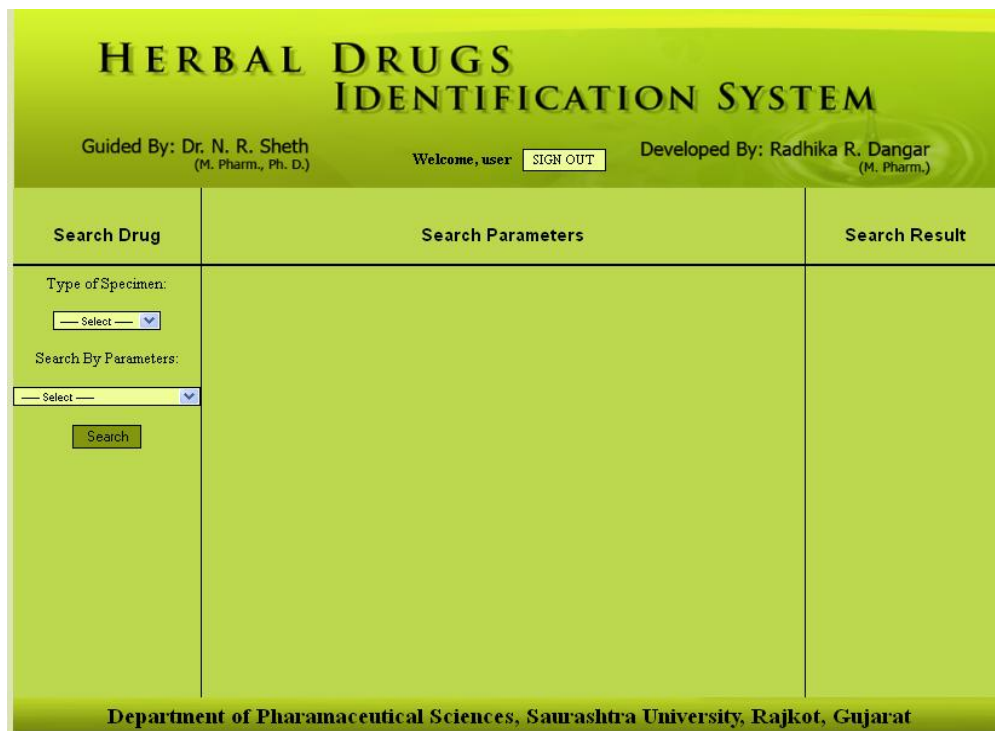 HERBAL DRUGS
IDENTIFICATION SYSTEM
Guided By: Dr. N. R. Sheth
(M. Pharm., Ph. D.)
Welcome, user SIGN OUT
Developed By: Radhika R. Dangar
(M. Pharm.)
Search Drug
Search Parameters
Search Result
Type of Specimen:
---- Select ----
Search By Parameters:
---- Select ----
Search
Department of Pharamaceutical Sciences, Saurashtra University, Rajkot, Gujarat